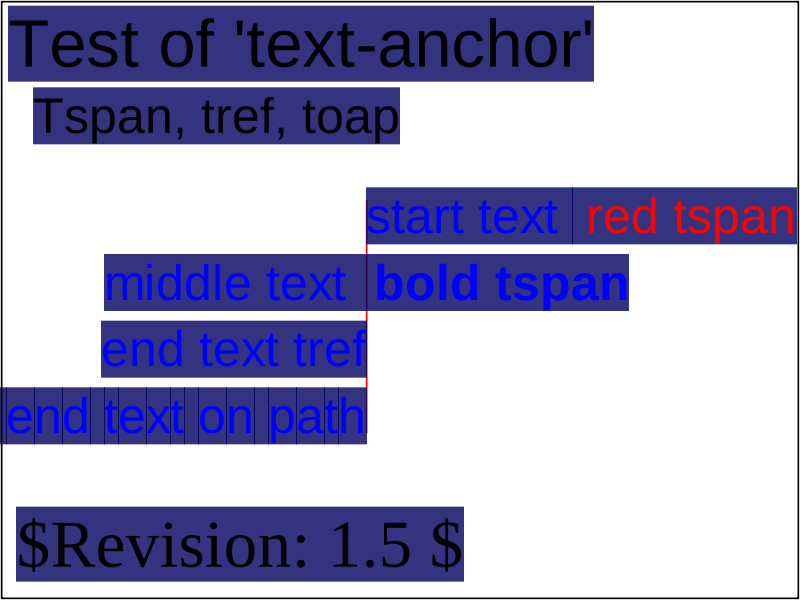 Test of 'text-anchor'
Tspan, tref, toap
start text red tspan
middle text bold tspan
end text tref
end text on path
$Revision: 1.5 $